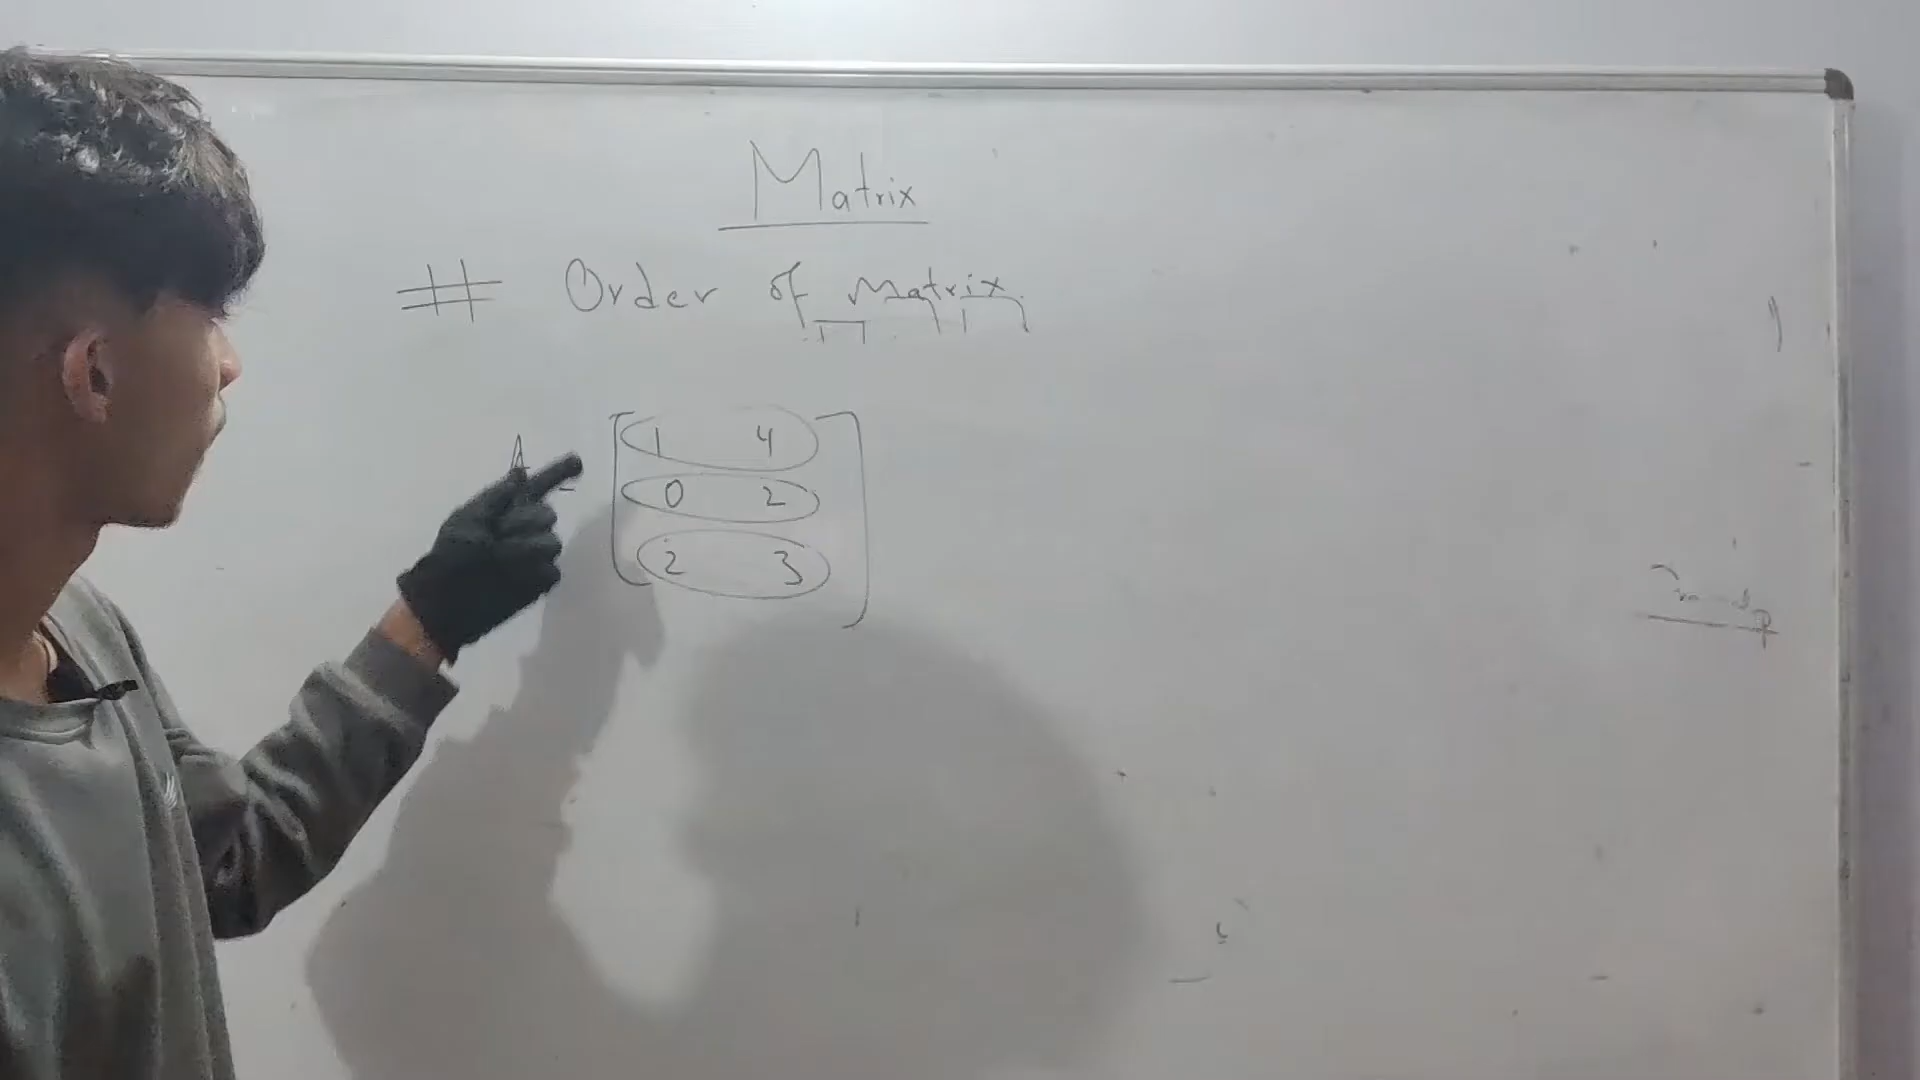 Matrix
# Order of Matrix
A = [1 4
0 2
2 3]